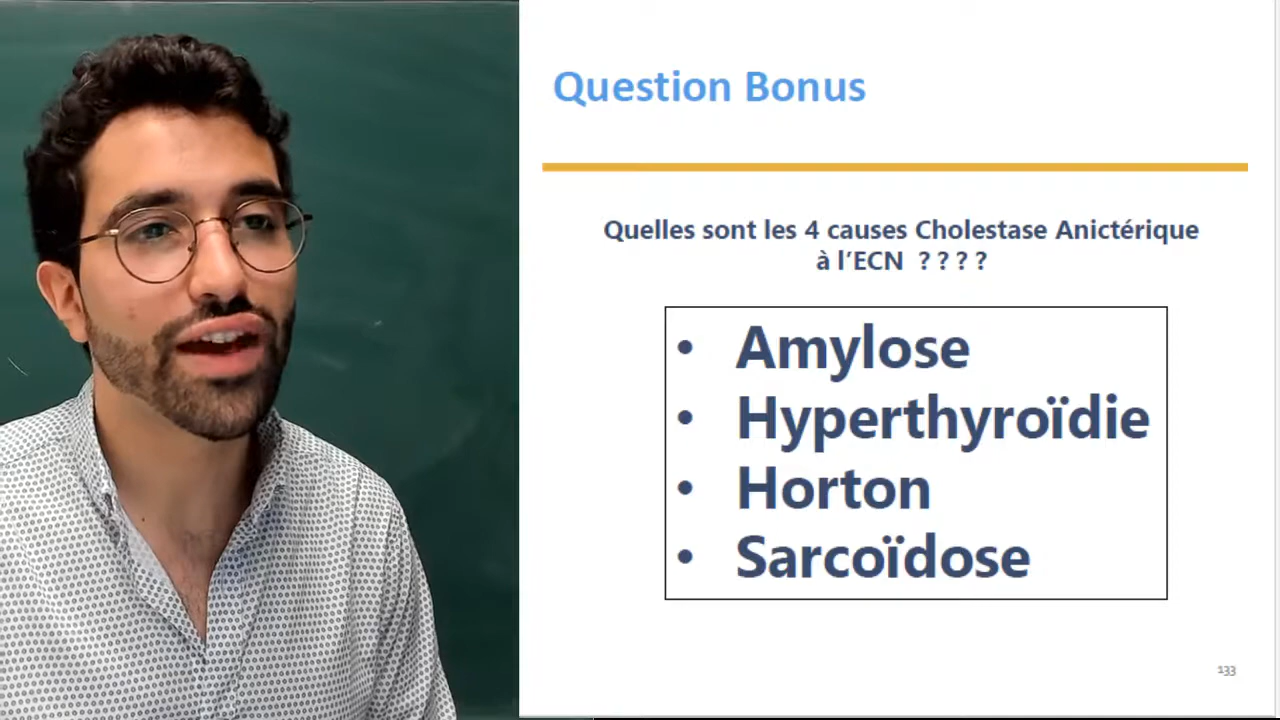 Question Bonus
Quelles sont les 4 causes Cholestase Anictérique
à l’ECN ? ? ? ?
• Amylose
• Hyperthyroïdie
• Horton
• Sarcoïdose
133